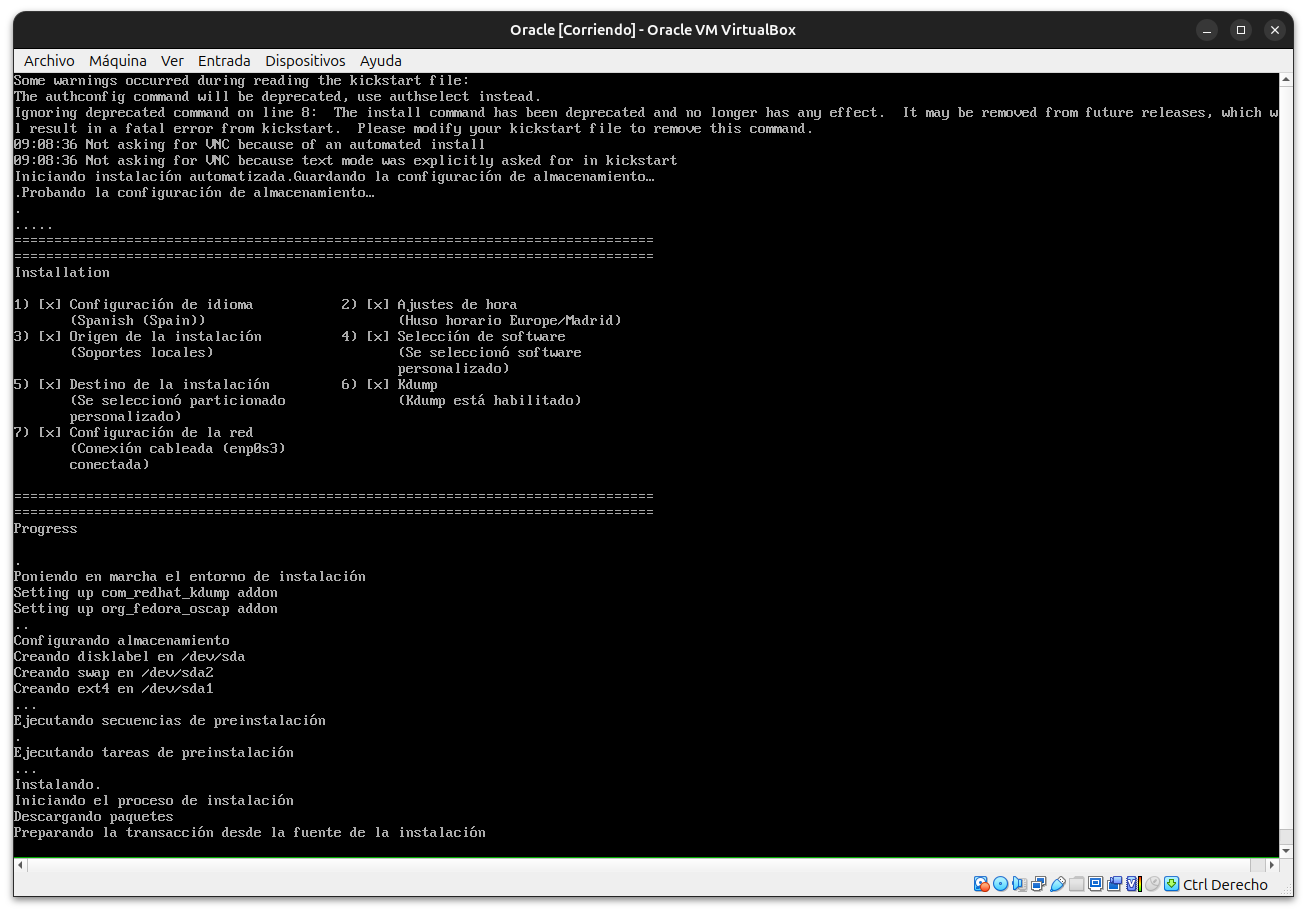 Oracle [Corriendo] - Oracle VM VirtualBox
Archivo Máquina Ver Entrada Dispositivos Ayuda
Some warnings occurred during reading the kickstart file:
The authconfig command will be deprecated, use authselect instead.
Ignoring deprecated command on line 8:  The install command has been deprecated and no longer has any effect.  It may be removed from future releases, which w
l result in a fatal error from kickstart.  Please modify your kickstart file to remove this command.
09:08:36 Not asking for VNC because of an automated install
09:08:36 Not asking for VNC because text mode was explicitly asked for in kickstart
Iniciando instalación automatizada.Guardando la configuración de almacenamiento…
.Probando la configuración de almacenamiento…
.
.....
================================================================================
================================================================================
Installation
1) [x] Configuración de idioma           2) [x] Ajustes de hora
       (Spanish (Spain))                        (Huso horario Europe/Madrid)
3) [x] Origen de la instalación          4) [x] Selección de software
       (Soportes locales)                       (Se seleccionó software
                                                personalizado)
5) [x] Destino de la instalación         6) [x] Kdump
       (Se seleccionó particionado              (Kdump está habilitado)
       personalizado)
7) [x] Configuración de la red
       (Conexión cableada (enp0s3)
       conectada)
================================================================================
================================================================================
Progress
.
Poniendo en marcha el entorno de instalación
Setting up com_redhat_kdump addon
Setting up org_fedora_oscap addon
..
Configurando almacenamiento
Creando disklabel en /dev/sda
Creando swap en /dev/sda2
Creando ext4 en /dev/sda1
...
Ejecutando secuencias de preinstalación
.
Ejecutando tareas de preinstalación
...
Instalando.
Iniciando el proceso de instalación
Descargando paquetes
Preparando la transacción desde la fuente de la instalación
Ctrl Derecho